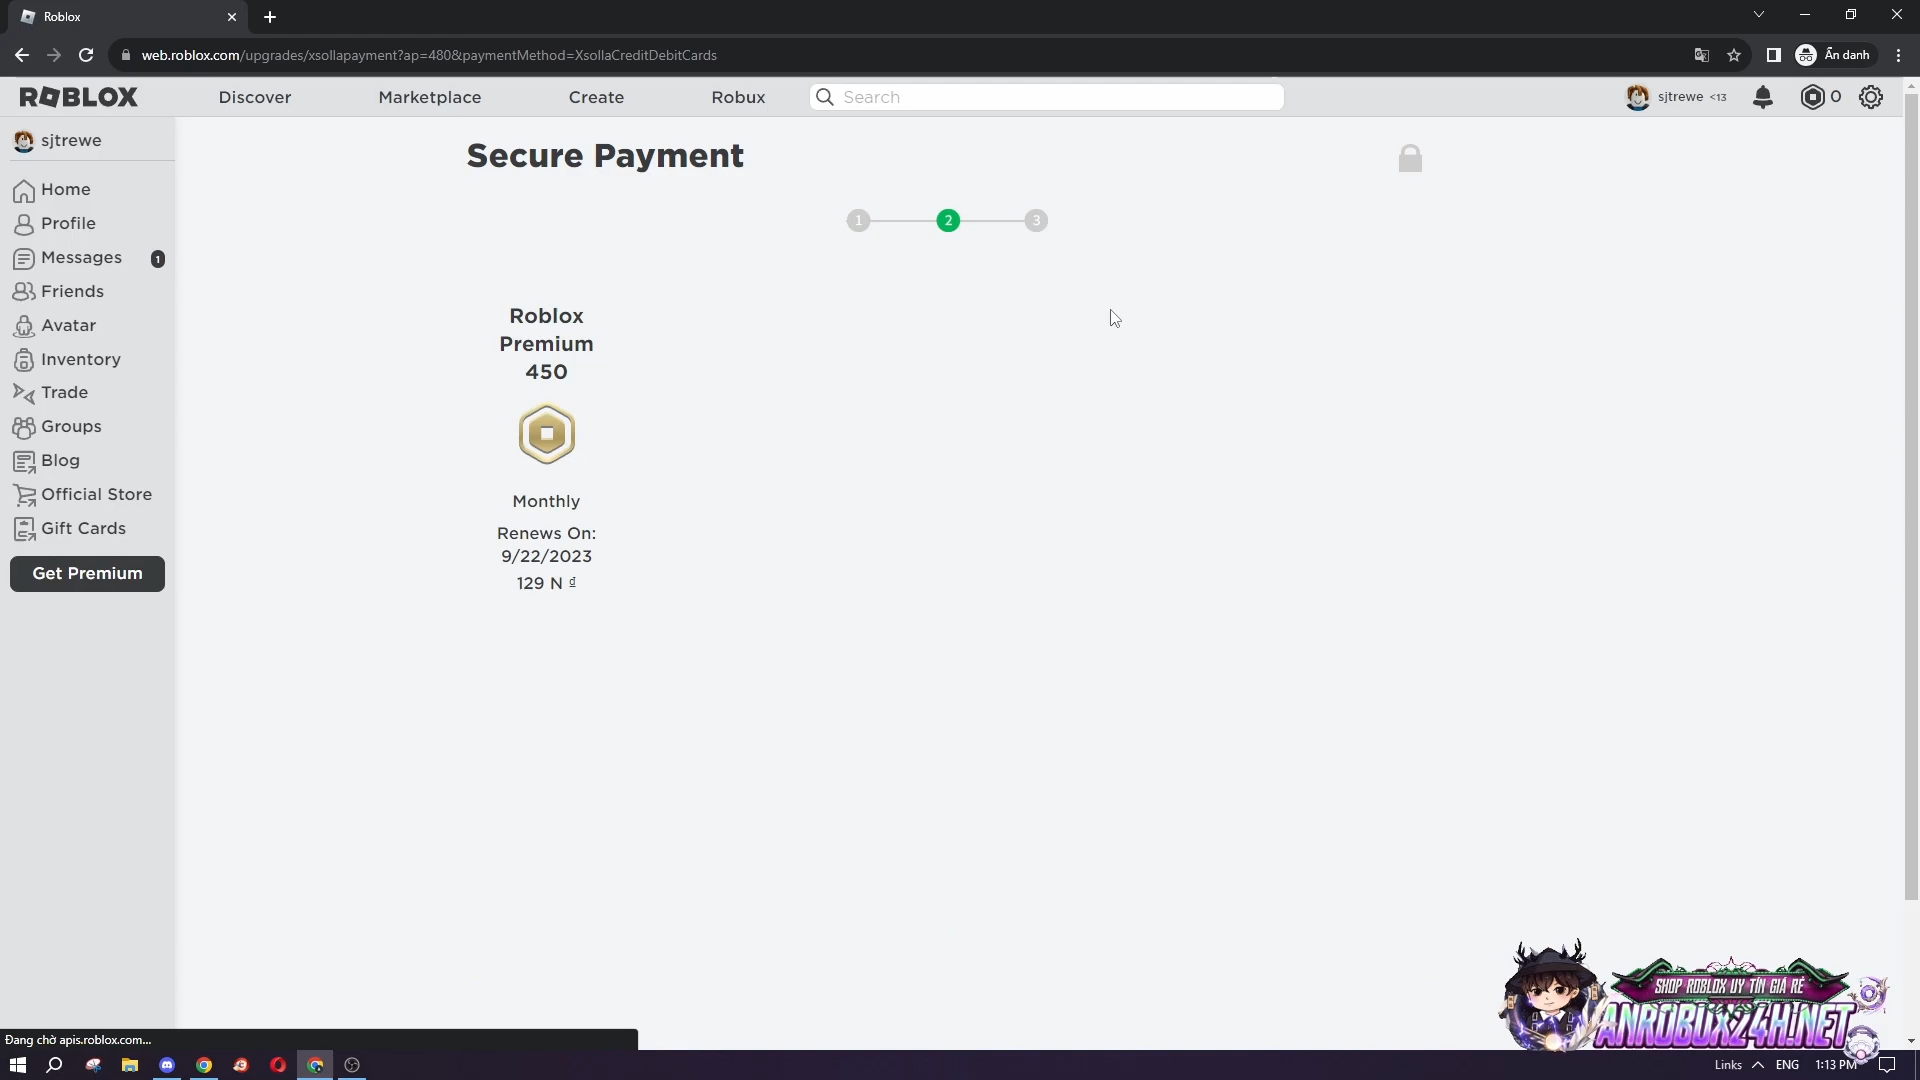 Roblox
web.roblox.com/upgrades/xsollapayment?ap=480&paymentMethod=XsollaCreditDebitCards
Ẩn danh
ROBLOX
Discover
Marketplace
Create
Robux
Search
sjtrewe <13
0
sjtrewe
Home
Profile
Messages
1
Friends
Avatar
Inventory
Trade
Groups
Blog
Official Store
Gift Cards
Get Premium
Secure Payment
1
2
3
Roblox
Premium
450
Monthly
Renews On:
9/22/2023
129 N ₫
SHOP ROBLOX UY TÍN GIÁ RẺ
ANROBUX24H.NET
Đang chờ apis.roblox.com...
Links
ENG
1:13 PM